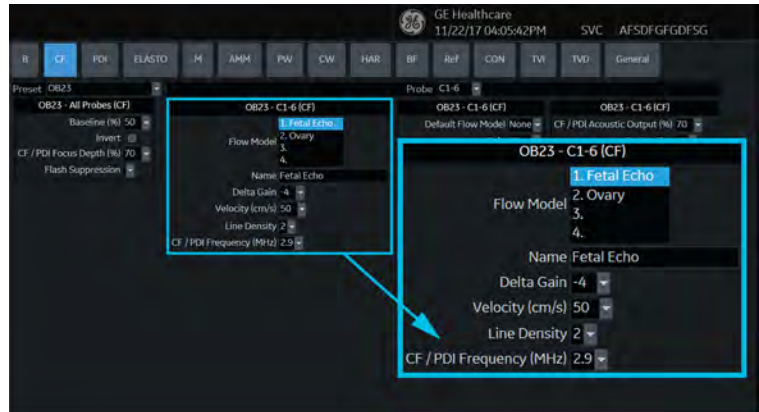 GE Healthcare
11/22/17 04:05:42PM SVC AFSDFGFGDFSG
B CF PDI ELASTO M AMM PW CW HAR BF Ref CON TVI TVD General
Preset OB23 Probe C1-6
OB23 - All Probes (CF)
Baseline (%) 50
Invert
CF / PDI Focus Depth (%) 70
Flash Suppression
OB23 - C1-6 (CF)
Flow Model
1. Fetal Echo
2. Ovary
3.
4.
Name Fetal Echo
Delta Gain -4
Velocity (cm/s) 50
Line Density 2
CF / PDI Frequency (MHz) 2.9
OB23 - C1-6 (CF)
Default Flow Model None
OB23 - C1-6 (CF)
CF / PDI Acoustic Output (%) 70
OB23 - C1-6 (CF)
Flow Model
1. Fetal Echo
2. Ovary
3.
4.
Name Fetal Echo
Delta Gain -4
Velocity (cm/s) 50
Line Density 2
CF / PDI Frequency (MHz) 2.9